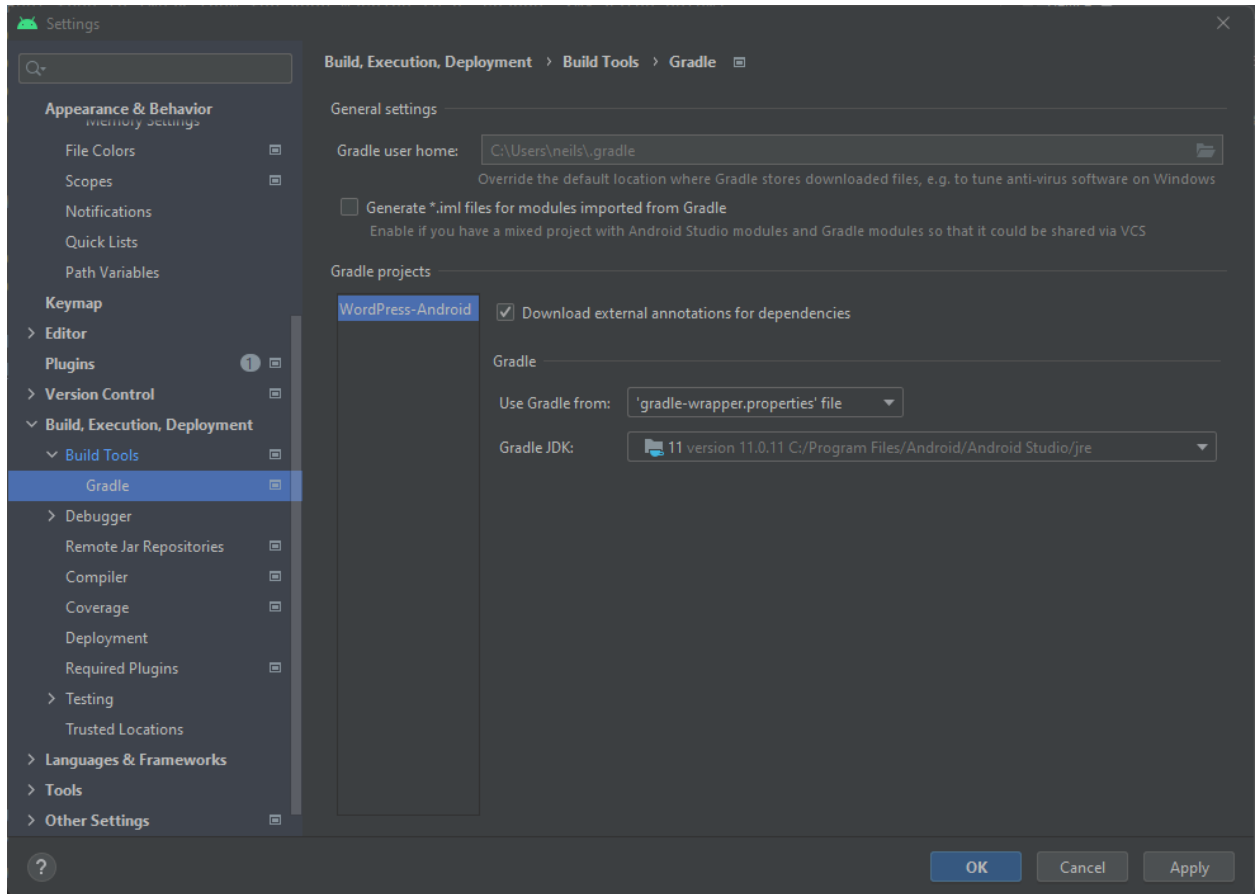 Settings
Appearance & Behavior
Memory Settings
File Colors
Scopes
Notifications
Quick Lists
Path Variables
Keymap
Editor
Plugins 1
Version Control
Build, Execution, Deployment
Build Tools
Gradle
Debugger
Remote Jar Repositories
Compiler
Coverage
Deployment
Required Plugins
Testing
Trusted Locations
Languages & Frameworks
Tools
Other Settings
?
Build, Execution, Deployment > Build Tools > Gradle
General settings
Gradle user home: C:\Users\neils\.gradle
Override the default location where Gradle stores downloaded files, e.g. to tune anti-virus software on Windows
Generate *.iml files for modules imported from Gradle
Enable if you have a mixed project with Android Studio modules and Gradle modules so that it could be shared via VCS
Gradle projects
WordPress-Android
Download external annotations for dependencies
Gradle
Use Gradle from: 'gradle-wrapper.properties' file
Gradle JDK: 11 version 11.0.11 C:/Program Files/Android/Android Studio/jre
OK Cancel Apply